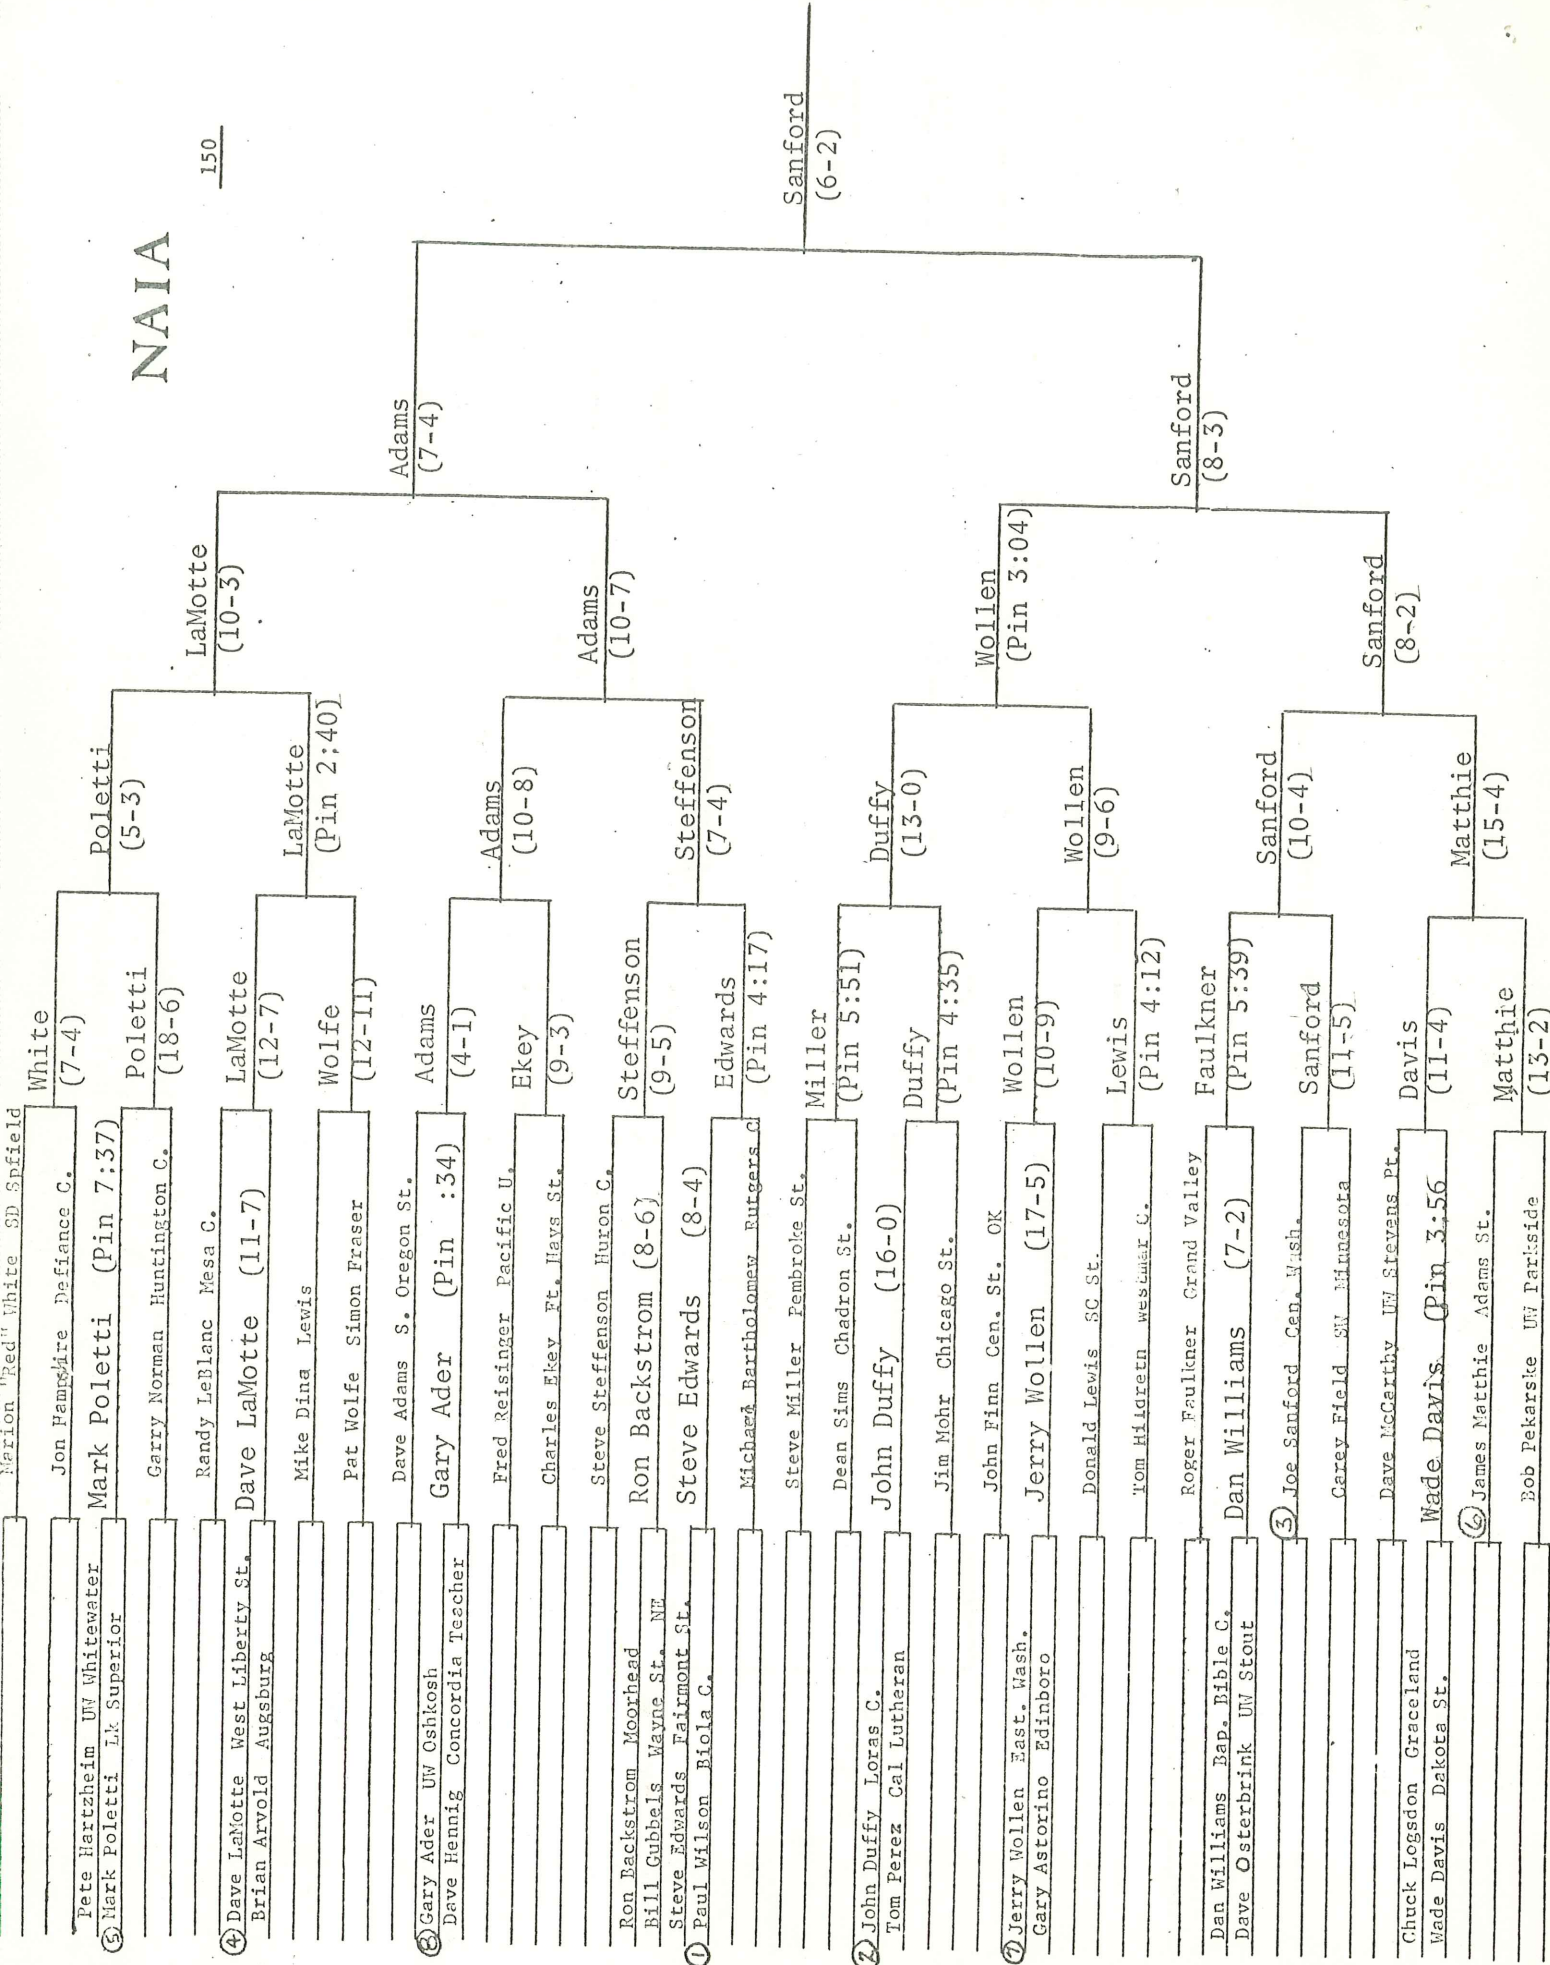 NAIA
150
Pete Hartzheim UW Whitewater
⑤ Mark Poletti Lk Superior
④ Dave LaMotte West Liberty St.
Brian Arvold Augsburg
⑧ Gary Ader UW Oshkosh
Dave Hennig Concordia Teacher
Ron Backstrom Moorhead
Bill Gubbels Wayne St. NE
Steve Edwards Fairmont St.
① Paul Wilson Biola C.
② John Duffy Loras C.
Tom Perez Cal Lutheran
⑦ Jerry Wollen East. Wash.
Gary Astorino Edinboro
Dan Williams Bap. Bible C.
Dave Osterbrink UW Stout
Chuck Logsdon Graceland
Wade Davis Dakota St.
Marion "Red" White SD Spfield
Jon Hampshire Defiance C.
Mark Poletti (Pin 7:37)
Garry Norman Huntington C.
Randy LeBlanc Mesa C.
Dave LaMotte (11-7)
Mike Dina Lewis
Pat Wolfe Simon Fraser
Dave Adams S. Oregon St.
Gary Ader (Pin :34)
Fred Reisinger Pacific U.
Charles Ekey Ft. Hays St.
Steve Steffenson Huron C.
Ron Backstrom (8-6)
Steve Edwards (8-4)
Michael Bartholomew Rutgers C
Steve Miller Pembroke St.
Dean Sims Chadron St.
John Duffy (16-0)
Jim Mohr Chicago St.
John Finn Cen. St. OK
Jerry Wollen (17-5)
Donald Lewis SC St.
Tom Hildreth Westmar C.
Roger Faulkner Grand Valley
Dan Williams (7-2)
③ Joe Sanford Cen. Wash.
Carey Field SW Minnesota
Dave McCarthy UW Stevens Pt.
Wade Davis (Pin 3:56
⑥ James Matthie Adams St.
Bob Pekarske UW Parkside
White
(7-4)
Poletti
(18-6)
LaMotte
(12-7)
Wolfe
(12-11)
Adams
(4-1)
Ekey
(9-3)
Steffenson
(9-5)
Edwards
(Pin 4:17)
Miller
(Pin 5:51)
Duffy
(Pin 4:35)
Wollen
(10-9)
Lewis
(Pin 4:12)
Faulkner
(Pin 5:39)
Sanford
(11-5)
Davis
(11-4)
Matthie
(13-2)
Poletti
(5-3)
LaMotte
(Pin 2:40)
Adams
(10-8)
Steffenson
(7-4)
Duffy
(13-0)
Wollen
(9-6)
Sanford
(10-4)
Matthie
(15-4)
LaMotte
(10-3)
Adams
(10-7)
Wollen
(Pin 3:04)
Sanford
(8-2)
Adams
(7-4)
Sanford
(8-3)
Sanford
(6-2)